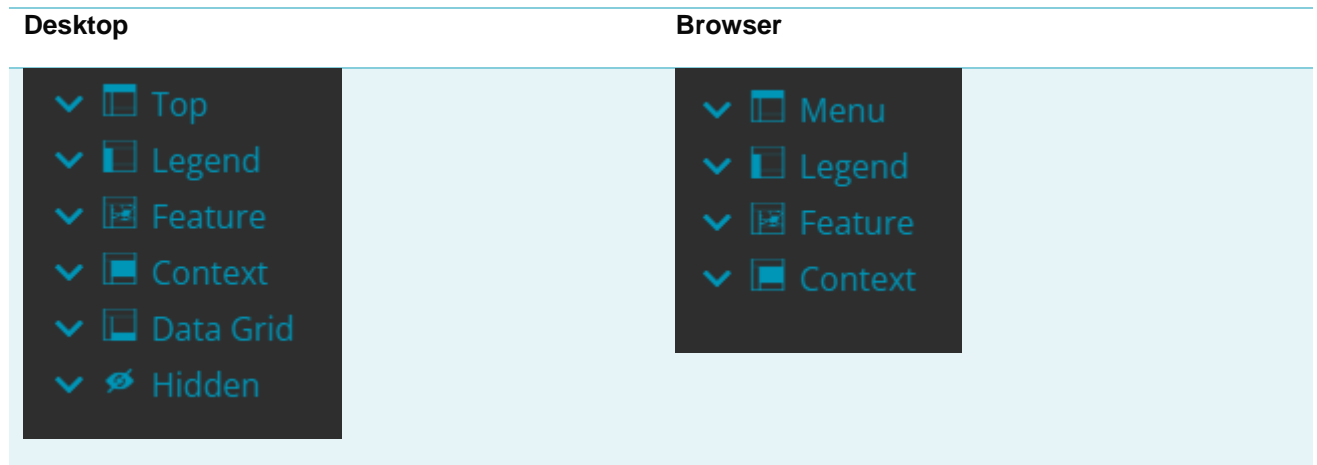 Desktop
Browser
Top
Legend
Feature
Context
Data Grid
Hidden
Menu
Legend
Feature
Context